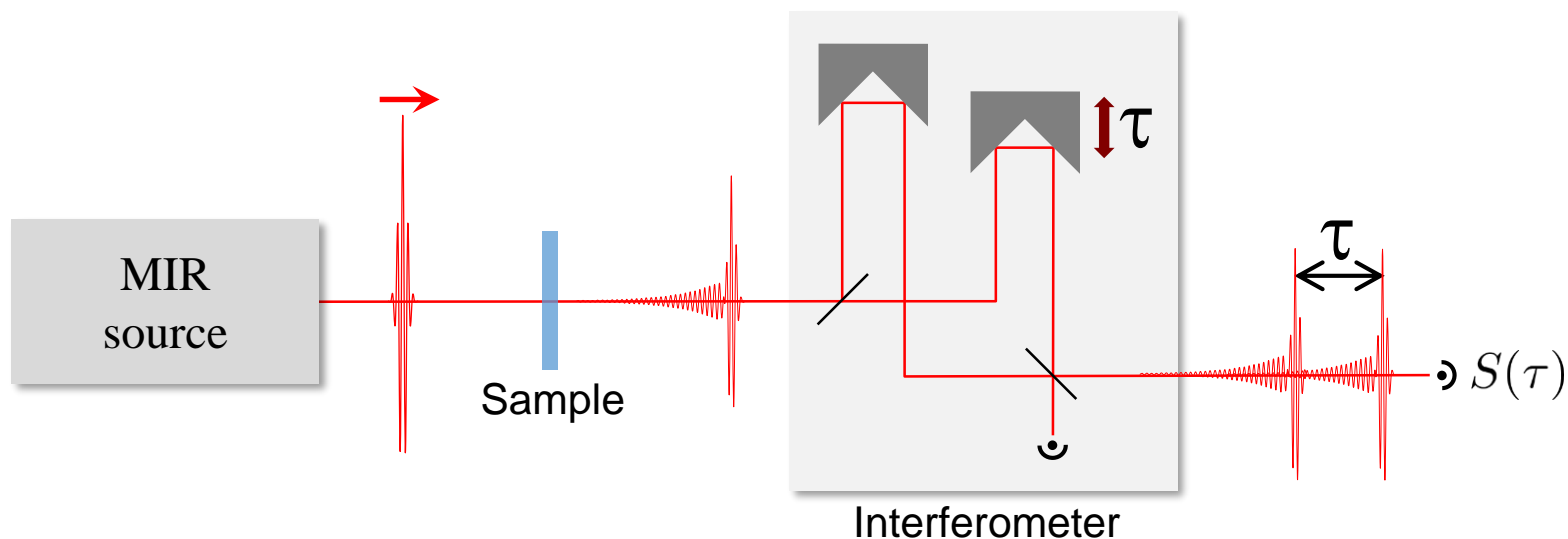 MIR
source
Sample
τ
Interferometer
τ
S(τ)